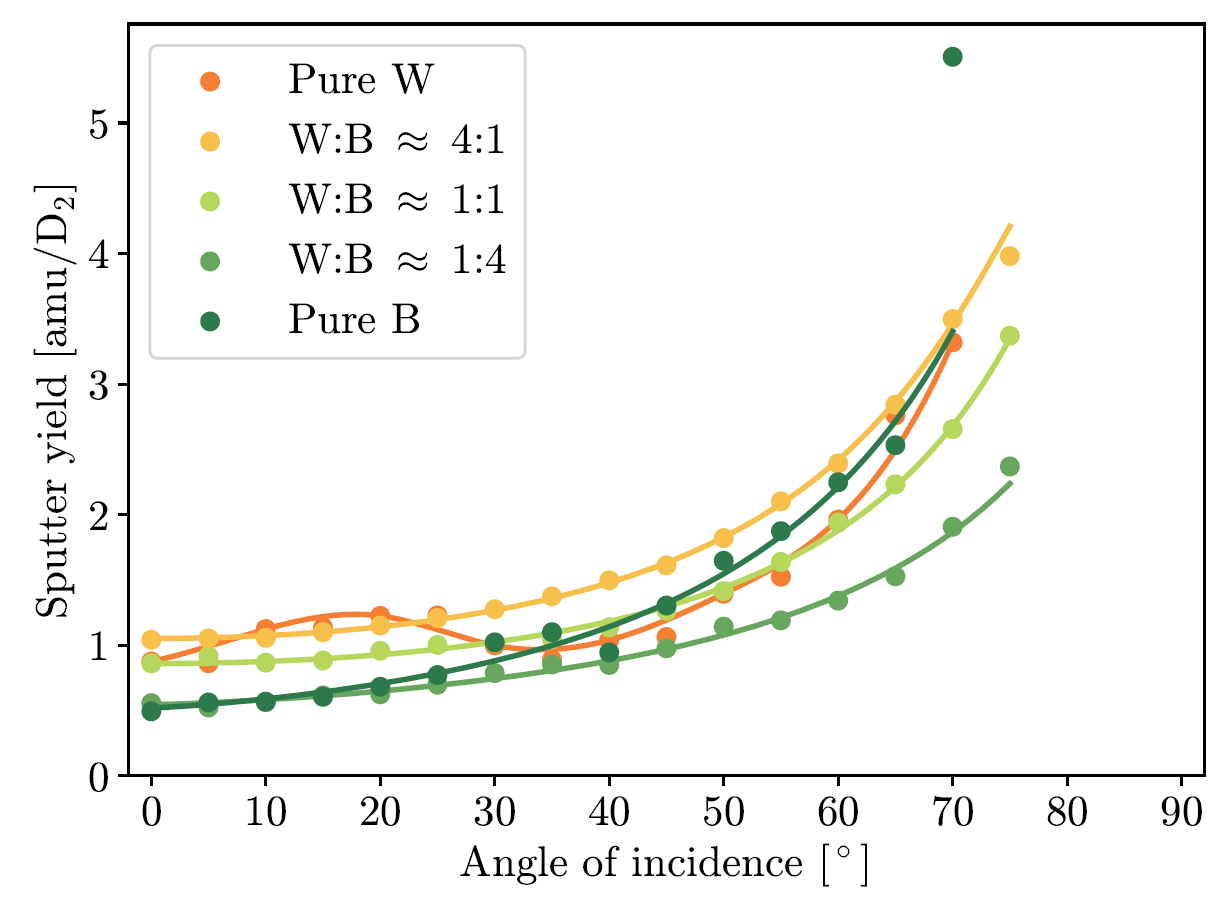 Pure W
W:B ≈ 4:1
W:B ≈ 1:1
W:B ≈ 1:4
Pure B
Sputter yield [amu/D₂]
5
4
3
2
1
0
0 10 20 30 40 50 60 70 80 90
Angle of incidence [°]